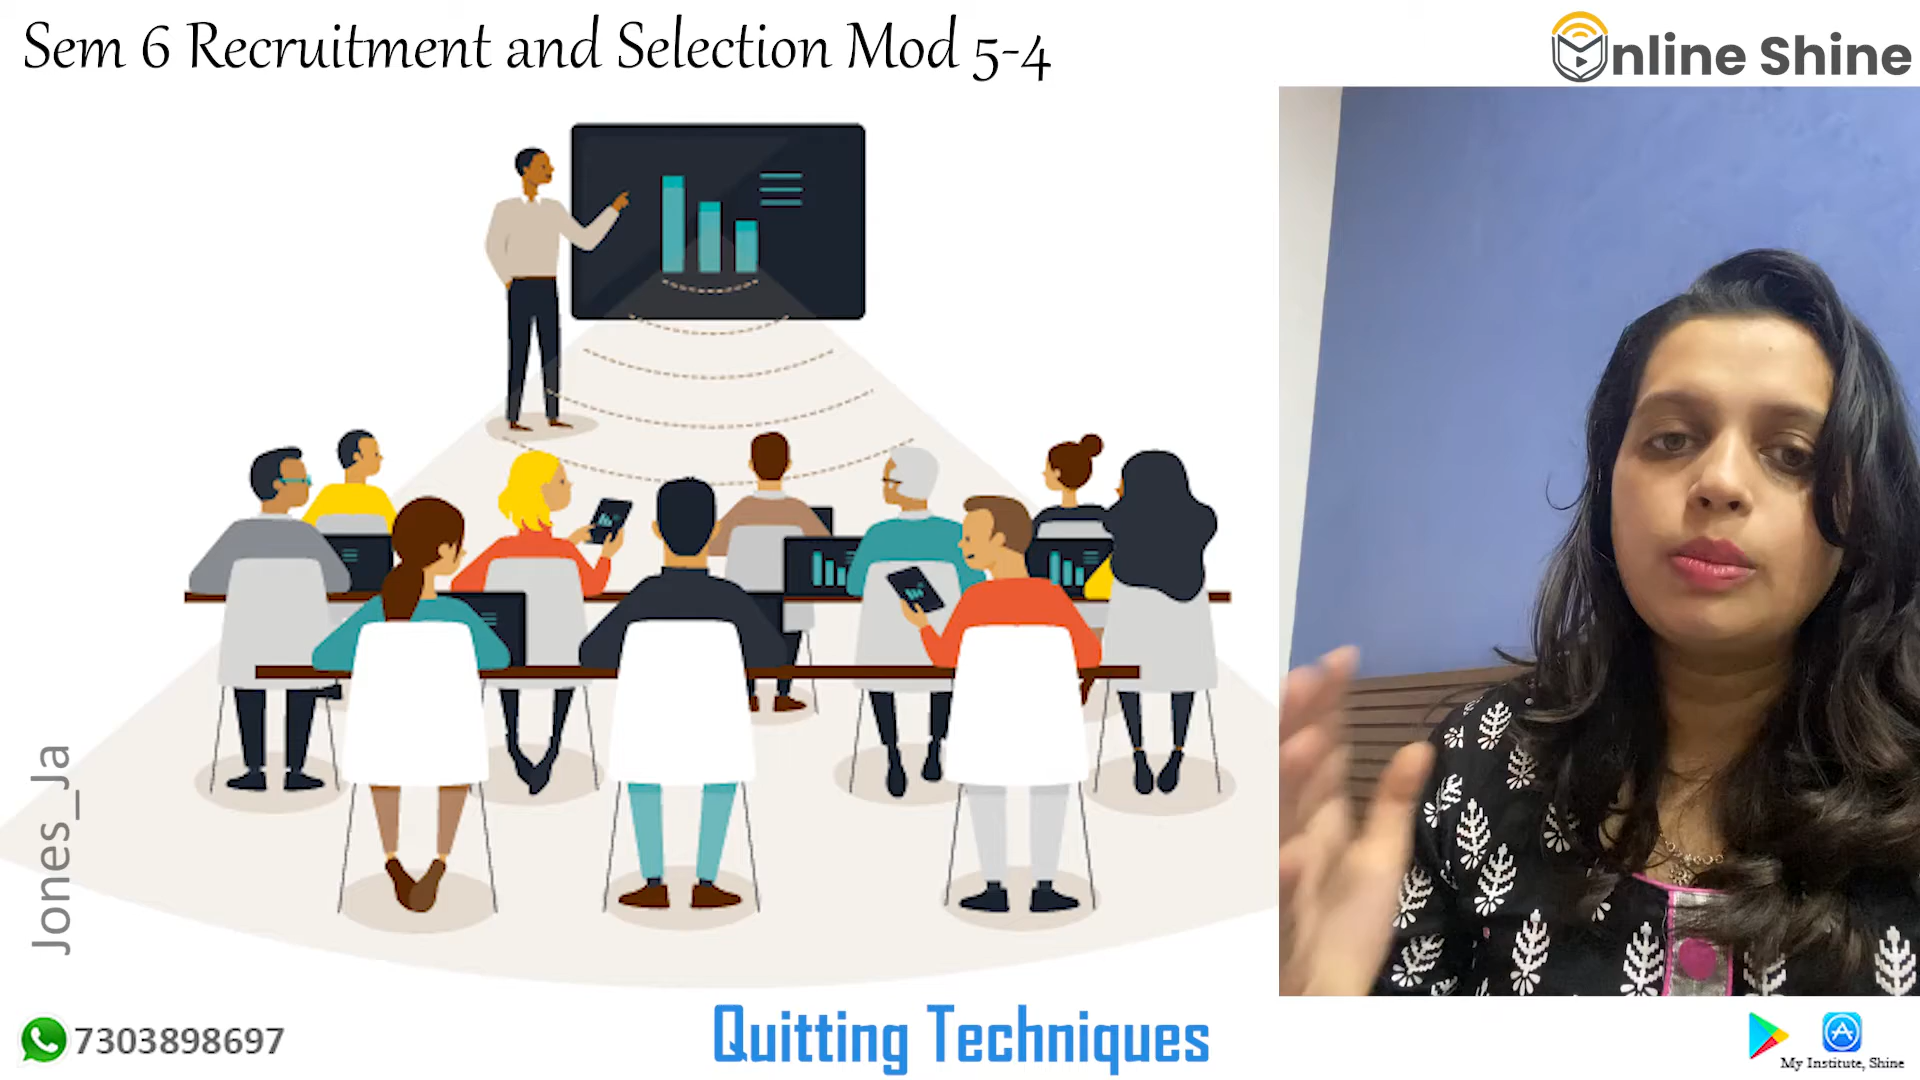 Sem 6 Recruitment and Selection Mod 5-4
Online Shine
Jones_Ja
7303898697
Quitting Techniques
My Institute, Shine